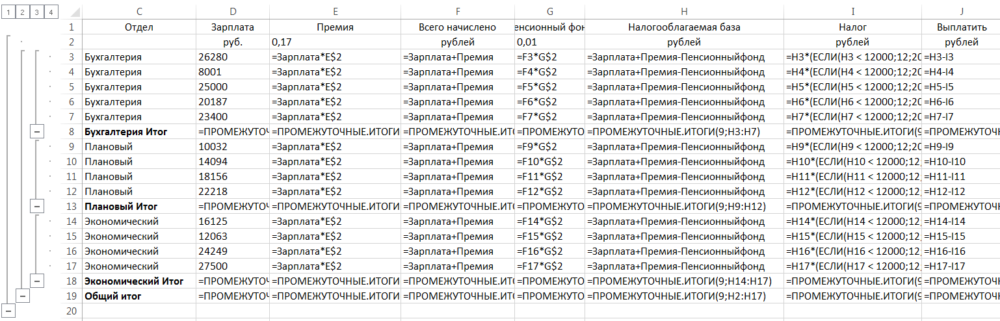 1 2 3 4 C D E F G H I J
1 Отдел Зарплата Премия Всего начислено енсионный фон Налогооблагаемая база Налог Выплатить
2 руб. 0,17 рублей 0,01 рублей рублей рублей
3 Бухгалтерия 26280 =Зарплата*E$2 =Зарплата+Премия =F3*G$2 =Зарплата+Премия-Пенсионныйфонд =H3*(ЕСЛИ(H3 < 12000;12;20 =H3-I3
4 Бухгалтерия 8001 =Зарплата*E$2 =Зарплата+Премия =F4*G$2 =Зарплата+Премия-Пенсионныйфонд =H4*(ЕСЛИ(H4 < 12000;12;20 =H4-I4
5 Бухгалтерия 25000 =Зарплата*E$2 =Зарплата+Премия =F5*G$2 =Зарплата+Премия-Пенсионныйфонд =H5*(ЕСЛИ(H5 < 12000;12;20 =H5-I5
6 Бухгалтерия 20187 =Зарплата*E$2 =Зарплата+Премия =F6*G$2 =Зарплата+Премия-Пенсионныйфонд =H6*(ЕСЛИ(H6 < 12000;12;20 =H6-I6
7 Бухгалтерия 23400 =Зарплата*E$2 =Зарплата+Премия =F7*G$2 =Зарплата+Премия-Пенсионныйфонд =H7*(ЕСЛИ(H7 < 12000;12;20 =H7-I7
8 Бухгалтерия Итог =ПРОМЕЖУТОЧ =ПРОМЕЖУТОЧНЫЕ.ИТОГИ =ПРОМЕЖУТОЧНЫЕ.ИТО =ПРОМЕЖУТО =ПРОМЕЖУТОЧНЫЕ.ИТОГИ(9;H3:H7) =ПРОМЕЖУТОЧНЫЕ.ИТОГИ(9 =ПРОМЕЖУТОЧН
9 Плановый 10032 =Зарплата*E$2 =Зарплата+Премия =F9*G$2 =Зарплата+Премия-Пенсионныйфонд =H9*(ЕСЛИ(H9 < 12000;12;20 =H9-I9
10 Плановый 14094 =Зарплата*E$2 =Зарплата+Премия =F10*G$2 =Зарплата+Премия-Пенсионныйфонд =H10*(ЕСЛИ(H10 < 12000;12; =H10-I10
11 Плановый 18156 =Зарплата*E$2 =Зарплата+Премия =F11*G$2 =Зарплата+Премия-Пенсионныйфонд =H11*(ЕСЛИ(H11 < 12000;12; =H11-I11
12 Плановый 22218 =Зарплата*E$2 =Зарплата+Премия =F12*G$2 =Зарплата+Премия-Пенсионныйфонд =H12*(ЕСЛИ(H12 < 12000;12; =H12-I12
13 Плановый Итог =ПРОМЕЖУТОЧ =ПРОМЕЖУТОЧНЫЕ.ИТОГИ =ПРОМЕЖУТОЧНЫЕ.ИТО =ПРОМЕЖУТО =ПРОМЕЖУТОЧНЫЕ.ИТОГИ(9;H9:H12) =ПРОМЕЖУТОЧНЫЕ.ИТОГИ(9 =ПРОМЕЖУТОЧН
14 Экономический 16125 =Зарплата*E$2 =Зарплата+Премия =F14*G$2 =Зарплата+Премия-Пенсионныйфонд =H14*(ЕСЛИ(H14 < 12000;12; =H14-I14
15 Экономический 12063 =Зарплата*E$2 =Зарплата+Премия =F15*G$2 =Зарплата+Премия-Пенсионныйфонд =H15*(ЕСЛИ(H15 < 12000;12; =H15-I15
16 Экономический 24249 =Зарплата*E$2 =Зарплата+Премия =F16*G$2 =Зарплата+Премия-Пенсионныйфонд =H16*(ЕСЛИ(H16 < 12000;12; =H16-I16
17 Экономический 27500 =Зарплата*E$2 =Зарплата+Премия =F17*G$2 =Зарплата+Премия-Пенсионныйфонд =H17*(ЕСЛИ(H17 < 12000;12; =H17-I17
18 Экономический Итог =ПРОМЕЖУТОЧ =ПРОМЕЖУТОЧНЫЕ.ИТОГИ =ПРОМЕЖУТОЧНЫЕ.ИТО =ПРОМЕЖУТО =ПРОМЕЖУТОЧНЫЕ.ИТОГИ(9;H14:H17) =ПРОМЕЖУТОЧНЫЕ.ИТОГИ(9 =ПРОМЕЖУТОЧН
19 Общий итог =ПРОМЕЖУТОЧ =ПРОМЕЖУТОЧНЫЕ.ИТОГИ =ПРОМЕЖУТОЧНЫЕ.ИТО =ПРОМЕЖУТО =ПРОМЕЖУТОЧНЫЕ.ИТОГИ(9;H2:H17) =ПРОМЕЖУТОЧНЫЕ.ИТОГИ(9 =ПРОМЕЖУТОЧН
20